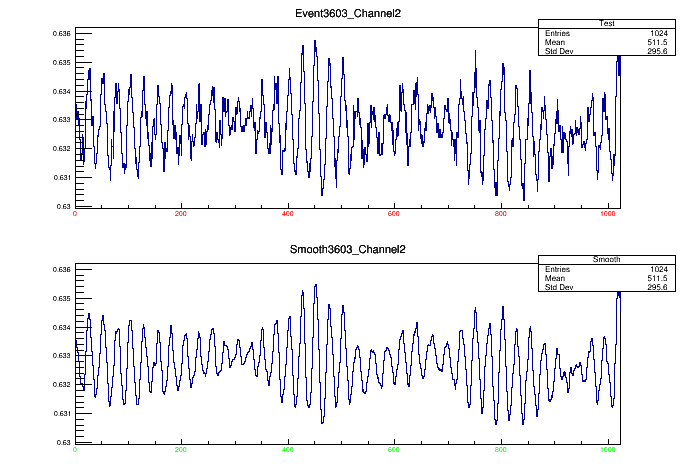 Event3603_Channel2
Test
Entries 1024
Mean 511.5
Std Dev 295.6
0.636
0.635
0.634
0.633
0.632
0.631
0.63
0 200 400 600 800 1000
Smooth3603_Channel2
Smooth
Entries 1024
Mean 511.5
Std Dev 295.6
0.636
0.635
0.634
0.633
0.632
0.631
0.63
0 200 400 600 800 1000